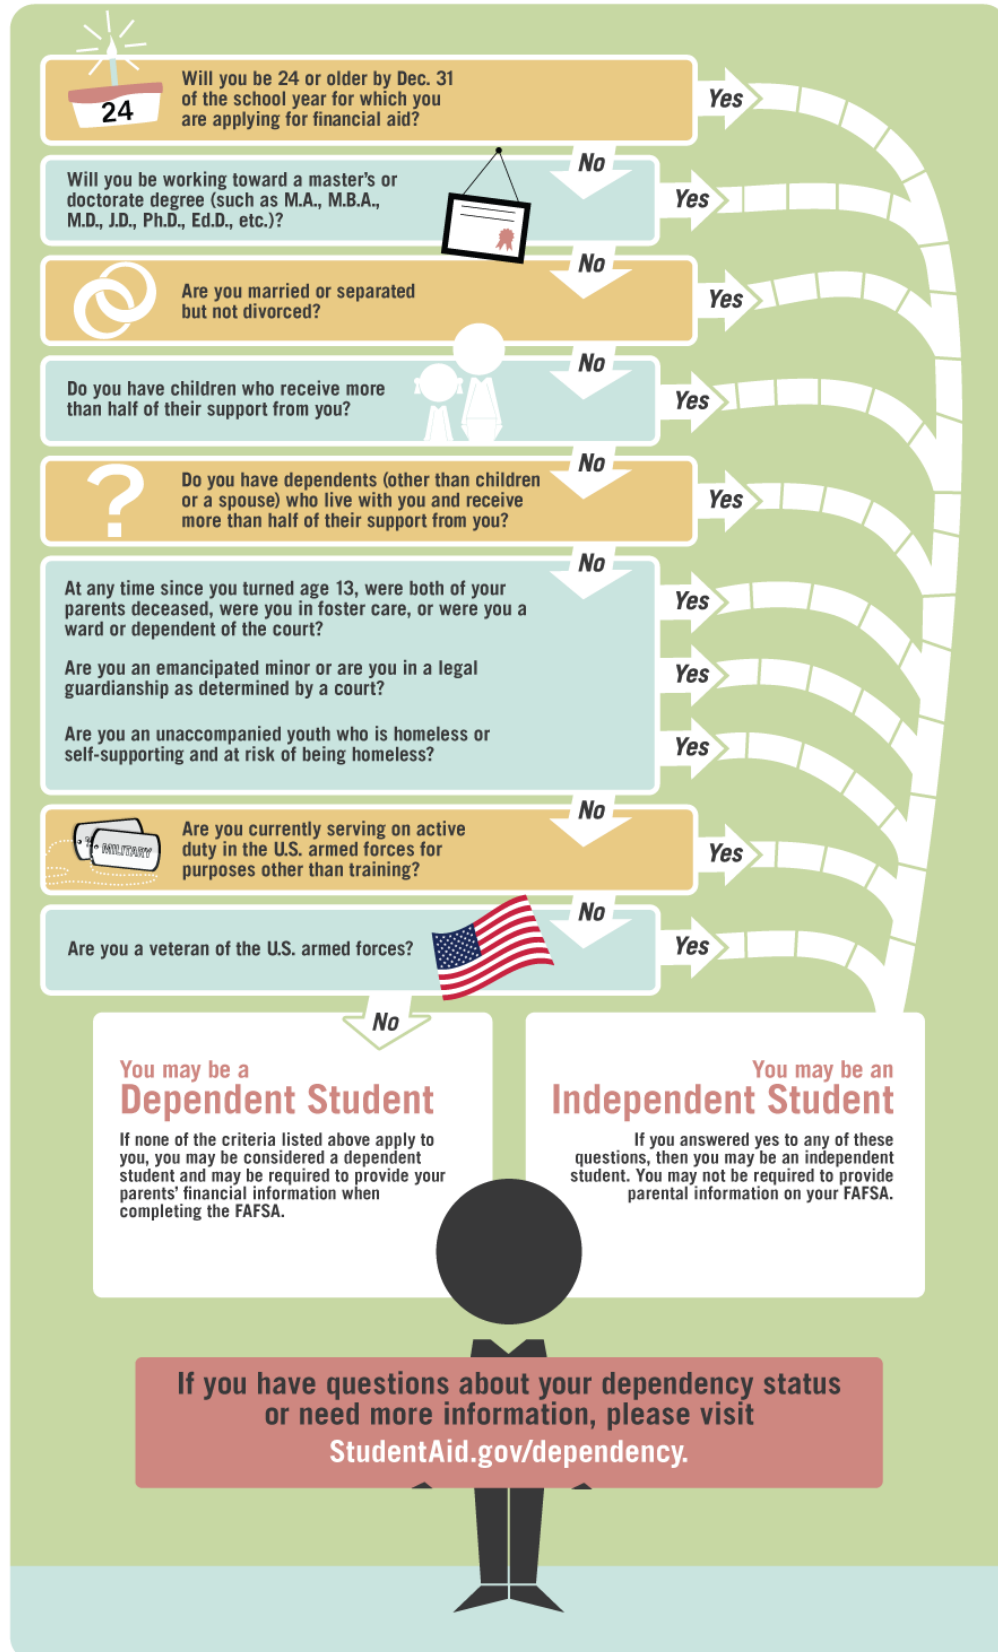 24
Will you be 24 or older by Dec. 31
of the school year for which you
are applying for financial aid?
Yes
No
Will you be working toward a master's or
doctorate degree (such as M.A., M.B.A.,
M.D., J.D., Ph.D., Ed.D., etc.)?
Yes
No
Are you married or separated
but not divorced?
Yes
No
Do you have children who receive more
than half of their support from you?
Yes
No
?
Do you have dependents (other than children
or a spouse) who live with you and receive
more than half of their support from you?
Yes
No
At any time since you turned age 13, were both of your
parents deceased, were you in foster care, or were you a
ward or dependent of the court?
Yes
Are you an emancipated minor or are you in a legal
guardianship as determined by a court?
Yes
Are you an unaccompanied youth who is homeless or
self-supporting and at risk of being homeless?
Yes
No
MILITARY
Are you currently serving on active
duty in the U.S. armed forces for
purposes other than training?
Yes
No
Are you a veteran of the U.S. armed forces?
Yes
No
You may be a
Dependent Student
If none of the criteria listed above apply to
you, you may be considered a dependent
student and may be required to provide your
parents' financial information when
completing the FAFSA.
You may be an
Independent Student
If you answered yes to any of these
questions, then you may be an independent
student. You may not be required to provide
parental information on your FAFSA.
If you have questions about your dependency status
or need more information, please visit
StudentAid.gov/dependency.